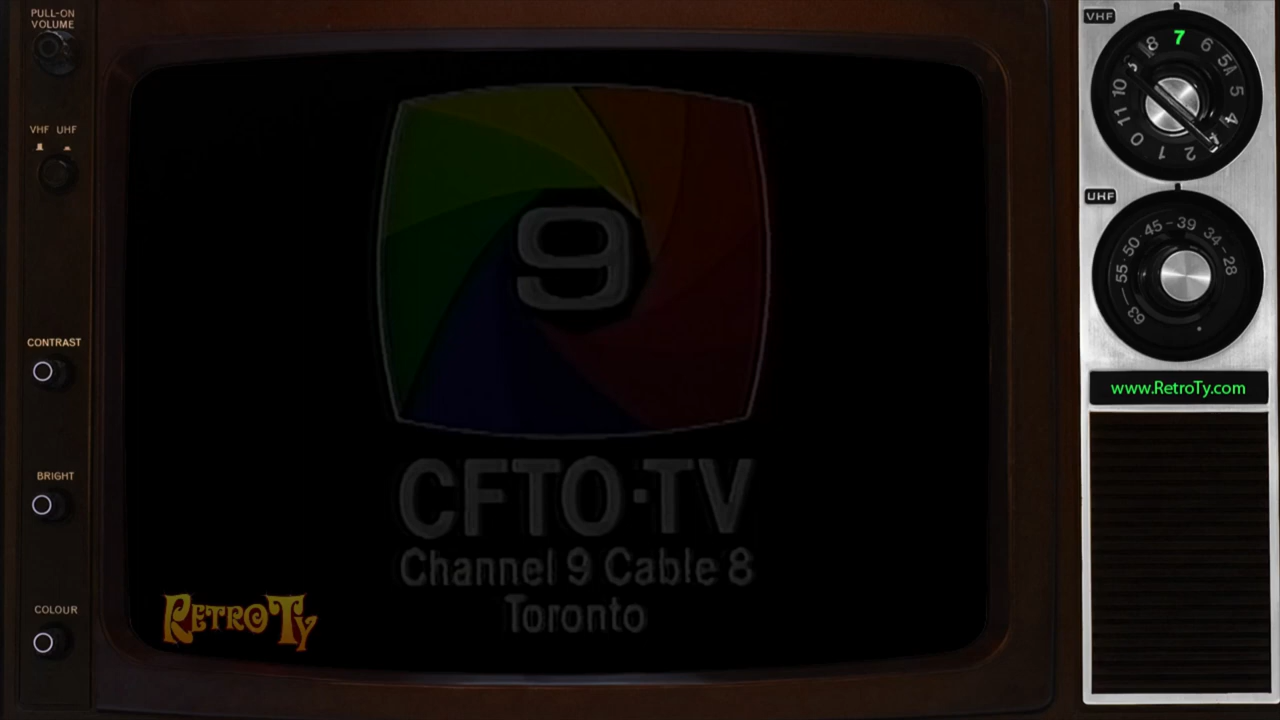 PULL-ON
VOLUME
VHF UHF
CONTRAST
BRIGHT
COLOUR
9
CFTO·TV
Channel 9 Cable 8
Toronto
RETROTY
VHF
8 7 6 5A 5 4 2 1 0 11 10
UHF
63 — 55 · 50 · 45 - 39 · 34 - 28
www.RetroTy.com